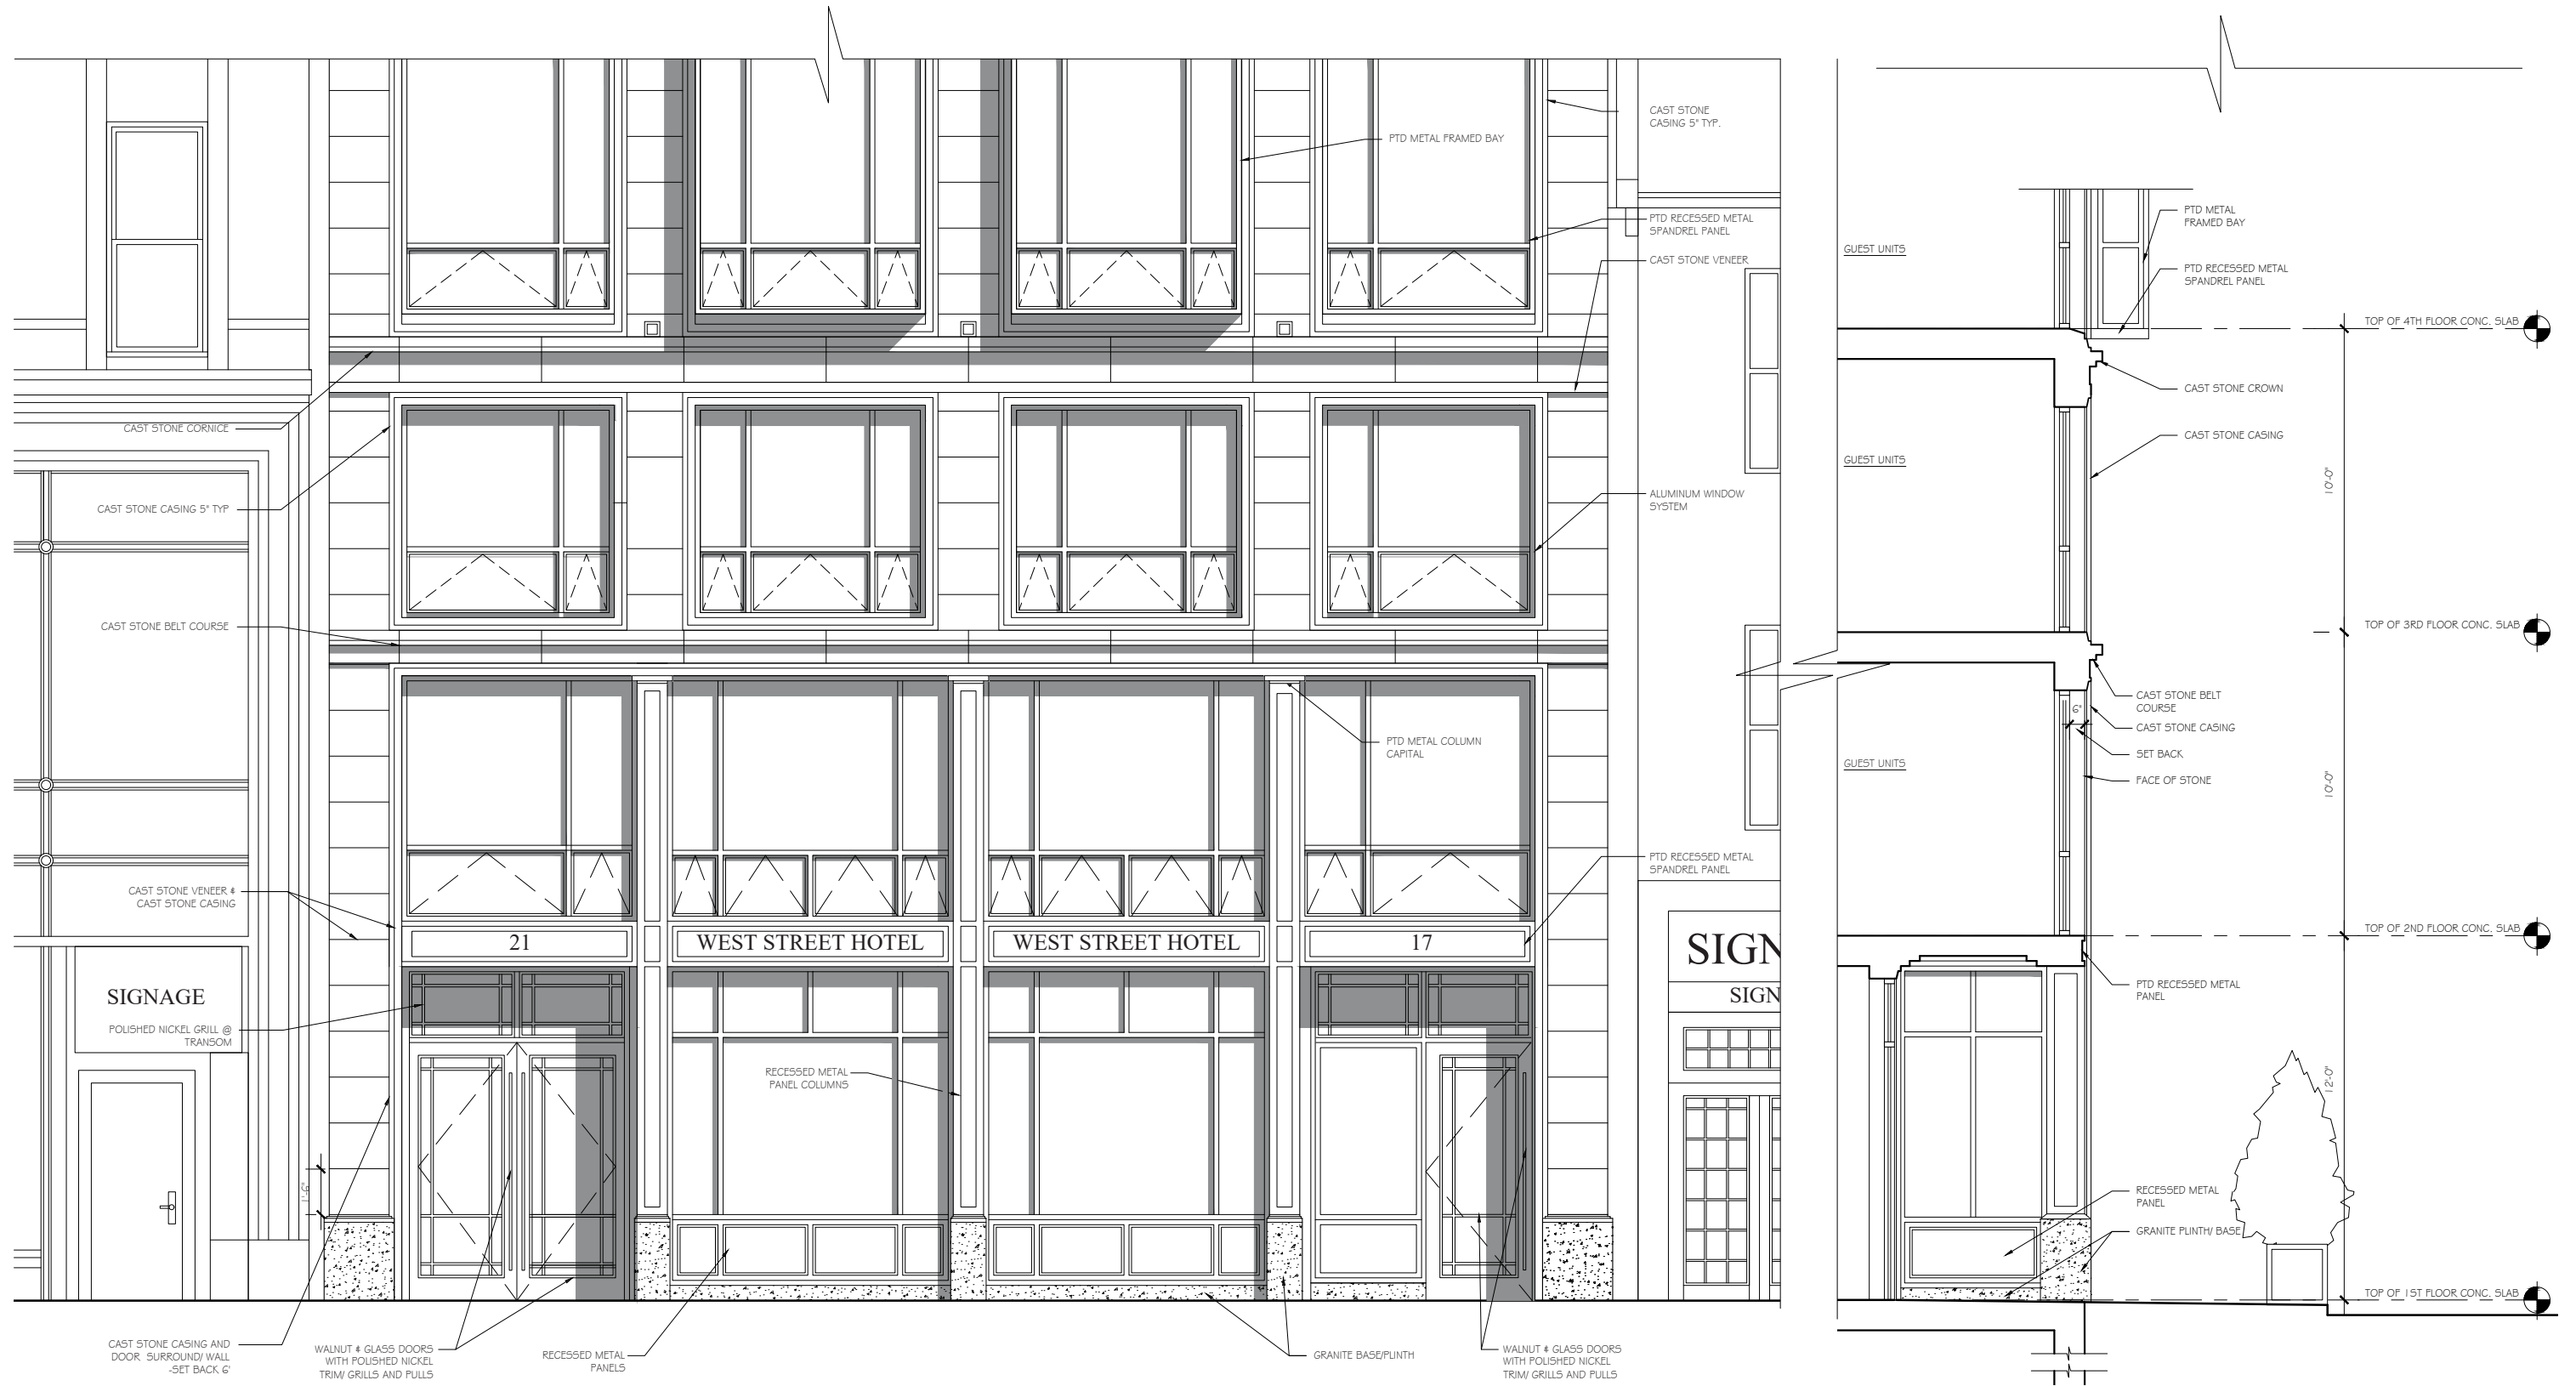 CAST STONE
CASING 5" TYP.
PTD METAL FRAMED BAY
PTD RECESSED METAL
SPANDREL PANEL
CAST STONE VENEER
CAST STONE CORNICE
CAST STONE CASING 5" TYP
ALUMINUM WINDOW
SYSTEM
CAST STONE BELT COURSE
PTD METAL COLUMN
CAPITAL
PTD RECESSED METAL
SPANDREL PANEL
CAST STONE VENEER &
CAST STONE CASING
21
WEST STREET HOTEL
WEST STREET HOTEL
17
SIGN
SIGN
SIGNAGE
POLISHED NICKEL GRILL @
TRANSOM
RECESSED METAL
PANEL COLUMNS
1'-6"
CAST STONE CASING AND
DOOR SURROUND/ WALL
-SET BACK 6'
WALNUT & GLASS DOORS
WITH POLISHED NICKEL
TRIM/ GRILLS AND PULLS
RECESSED METAL
PANELS
GRANITE BASE/PLINTH
WALNUT & GLASS DOORS
WITH POLISHED NICKEL
TRIM/ GRILLS AND PULLS
PTD METAL
FRAMED BAY
GUEST UNITS
PTD RECESSED METAL
SPANDREL PANEL
TOP OF 4TH FLOOR CONC. SLAB
CAST STONE CROWN
CAST STONE CASING
GUEST UNITS
10'-0"
TOP OF 3RD FLOOR CONC. SLAB
CAST STONE BELT
COURSE
6"
CAST STONE CASING
SET BACK
GUEST UNITS
FACE OF STONE
10'-0"
TOP OF 2ND FLOOR CONC. SLAB
PTD RECESSED METAL
PANEL
12'-0"
RECESSED METAL
PANEL
GRANITE PLINTH/ BASE
TOP OF 1ST FLOOR CONC. SLAB